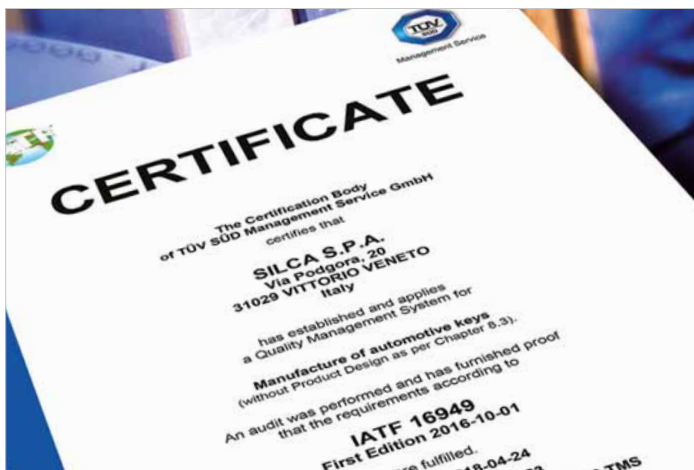 TÜV
SÜD
Management Service
CERTIFICATE
The Certification Body
of TÜV SÜD Management Service GmbH
certifies that
SILCA S.P.A.
Via Podgora, 20
31029 VITTORIO VENETO
Italy
has established and applies
a Quality Management System for
Manufacture of automotive keys
(without Product Design as per Chapter 8.3).
An audit was performed and has furnished proof
that the requirements according to
IATF 16949
First Edition 2016-10-01
fulfilled.
18-04-24
TMS